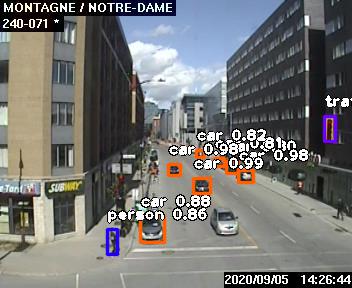 MONTAGNE / NOTRE-DAME
240-071 *
car 0.82
car 0.98
car 0.98
car 0.99
car 0.88
person 0.86
SUBWAY
2020/09/05 14:26:44